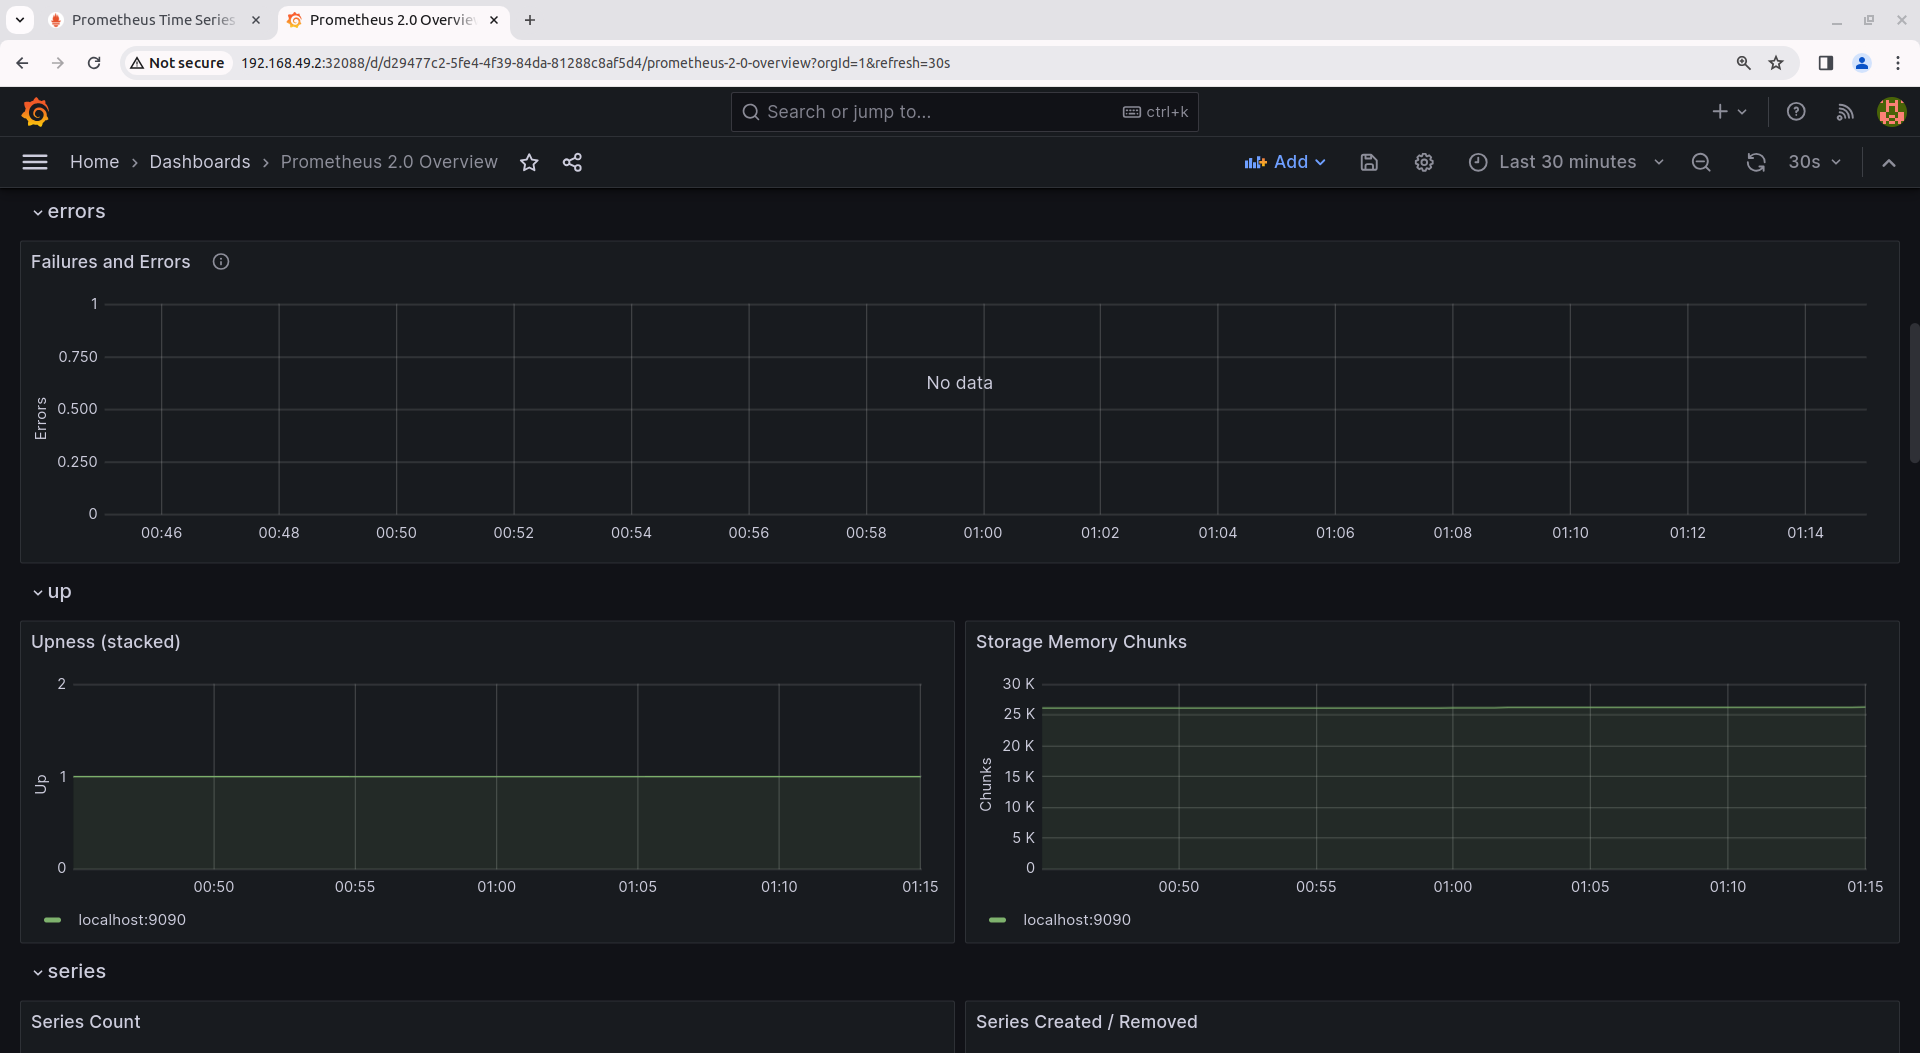 Prometheus Time Series
Prometheus 2.0 Overvie
Not secure
192.168.49.2:32088/d/d29477c2-5fe4-4f39-84da-81288c8af5d4/prometheus-2-0-overview?orgId=1&refresh=30s
Search or jump to...
ctrl+k
Home › Dashboards › Prometheus 2.0 Overview
Add
Last 30 minutes
30s
errors
Failures and Errors
Errors
1
0.750
0.500
0.250
0
No data
00:46 00:48 00:50 00:52 00:54 00:56 00:58 01:00 01:02 01:04 01:06 01:08 01:10 01:12 01:14
up
Upness (stacked)
Up
2
1
0
00:50 00:55 01:00 01:05 01:10 01:15
localhost:9090
Storage Memory Chunks
Chunks
30 K
25 K
20 K
15 K
10 K
5 K
0
00:50 00:55 01:00 01:05 01:10 01:15
localhost:9090
series
Series Count
Series Created / Removed